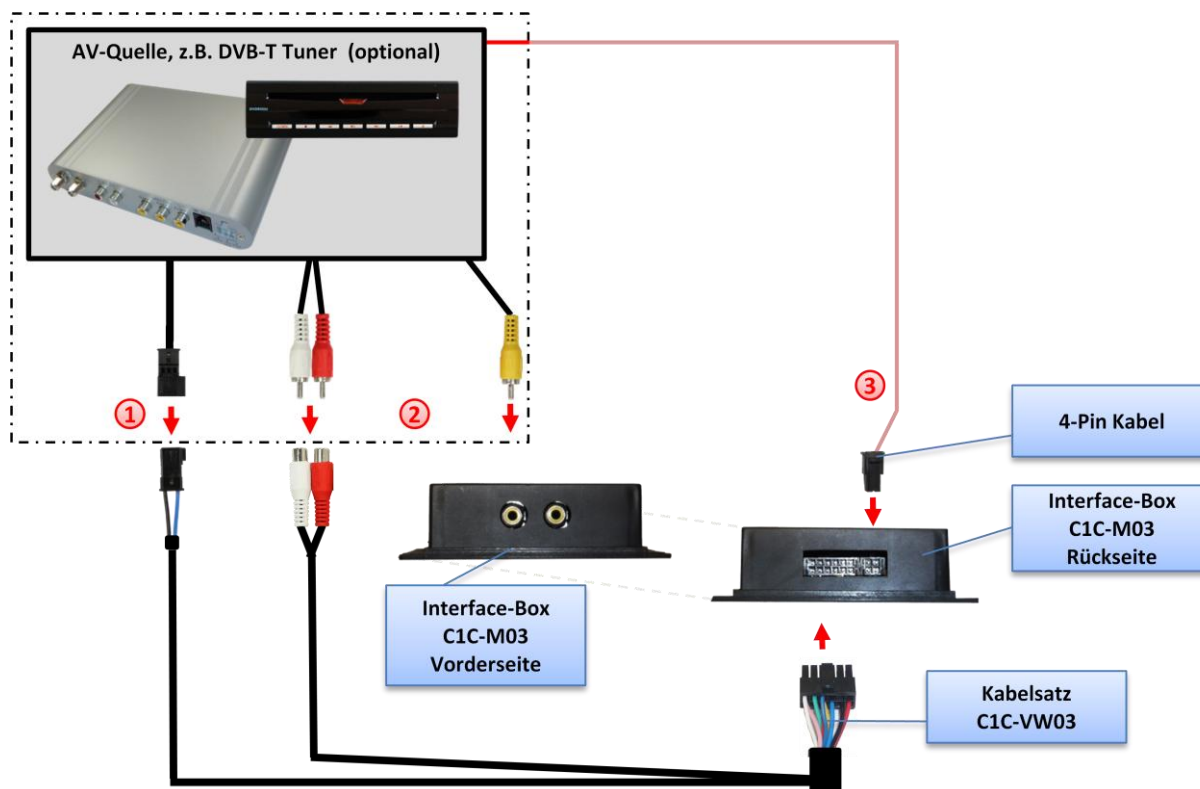 AV-Quelle, z.B. DVB-T Tuner (optional)
1
2
3
4-Pin Kabel
Interface-Box
C1C-M03
Rückseite
Interface-Box
C1C-M03
Vorderseite
Kabelsatz
C1C-VW03